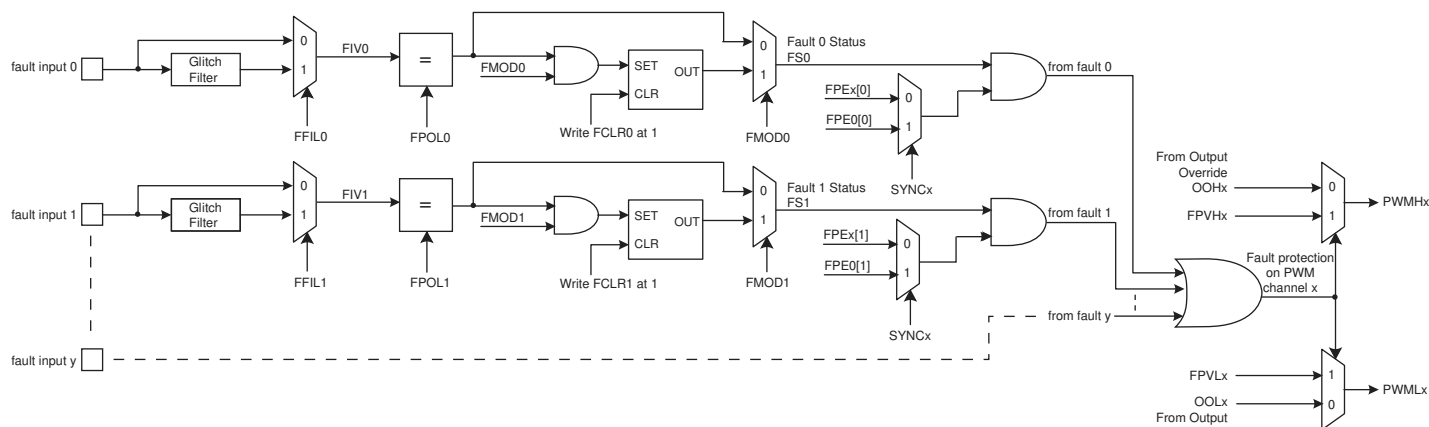 fault input 0
Glitch
Filter
0
1
FFIL0
FIV0
=
FPOL0
FMOD0
SET
OUT
CLR
Write FCLR0 at 1
0
1
FMOD0
Fault 0 Status
FS0
FPEx[0]
FPE0[0]
0
1
SYNCx
from fault 0
fault input 1
Glitch
Filter
0
1
FFIL1
FIV1
=
FPOL1
FMOD1
SET
OUT
CLR
Write FCLR1 at 1
0
1
FMOD1
Fault 1 Status
FS1
FPEx[1]
FPE0[1]
0
1
SYNCx
from fault 1
fault input y
from fault y
Fault protection
on PWM
channel x
From Output
Override
OOHx
FPVHx
0
1
PWMHx
FPVLx
OOLx
From Output
1
0
PWMLx